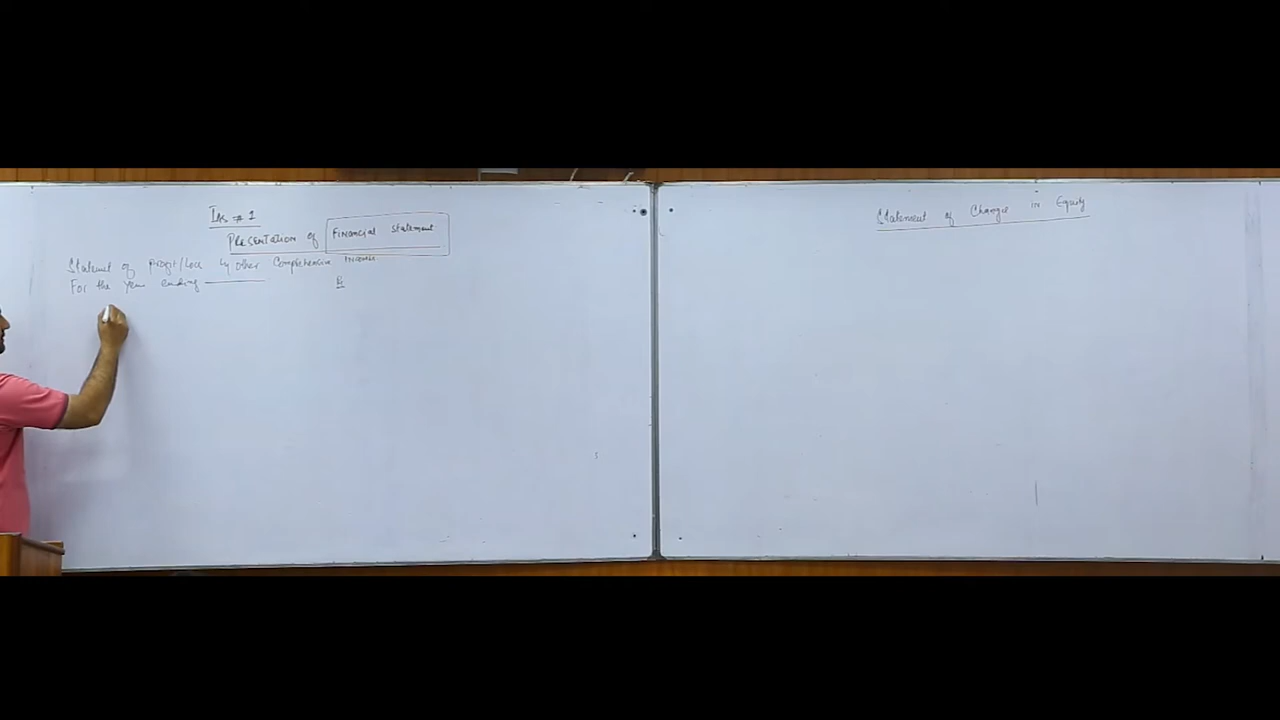 IAS # 1
PRESENTATION of Financial Statement
Statement of Profit/Loss & other Comprehensive Income
For the Year ending
Statement of Change in Equity